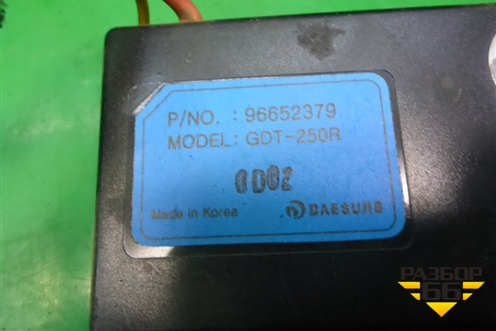 P/NO. : 96652379
MODEL: GDT-250R
0D02
Made in Korea DAESUNG
РАЗБОР
66